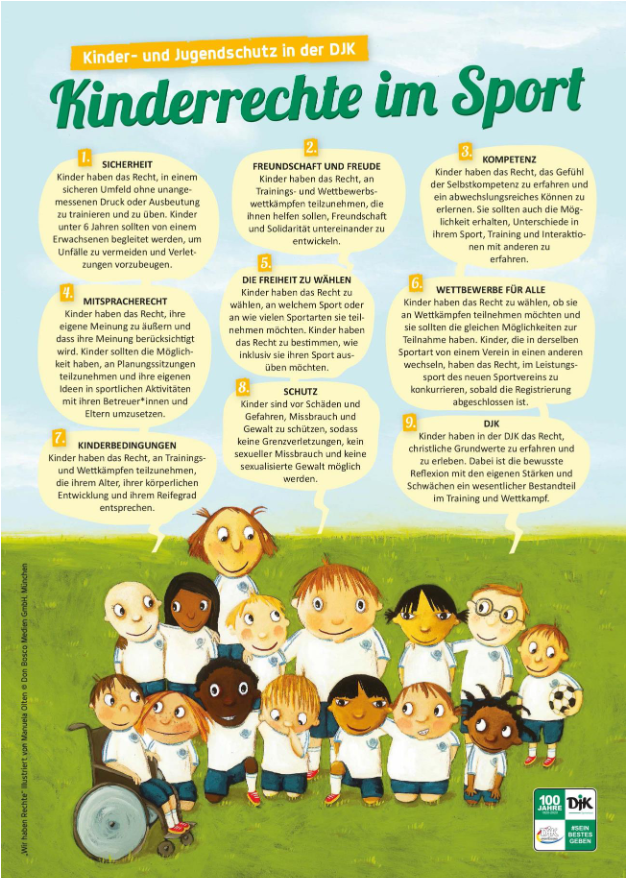 Kinder- und Jugendschutz in der DJK
Kinderrechte im Sport
1.
SICHERHEIT
Kinder haben das Recht, in einem
sicheren Umfeld ohne unange-
messenen Druck oder Ausbeutung
zu trainieren und zu üben. Kinder
unter 6 Jahren sollten von einem
Erwachsenen begleitet werden, um
Unfälle zu vermeiden und Verlet-
zungen vorzubeugen.
2.
FREUNDSCHAFT UND FREUDE
Kinder haben das Recht, an
Trainings- und Wettbewerbs-
wettkämpfen teilzunehmen, die
ihnen helfen sollen, Freundschaft
und Solidarität untereinander zu
entwickeln.
3.
KOMPETENZ
Kinder haben das Recht, das Gefühl
der Selbstkompetenz zu erfahren und
ein abwechslungsreiches Können zu
erlernen. Sie sollten auch die Mög-
lichkeit erhalten, Unterschiede in
ihrem Sport, Training und Interaktio-
nen mit anderen zu
erfahren.
4.
MITSPRACHERECHT
Kinder haben das Recht, ihre
eigene Meinung zu äußern und
dass ihre Meinung berücksichtigt
wird. Kinder sollten die Möglich-
keit haben, an Planungssitzungen
teilzunehmen und ihre eigenen
Ideen in sportlichen Aktivitäten
mit ihren Betreuer*innen und
Eltern umzusetzen.
5.
DIE FREIHEIT ZU WÄHLEN
Kinder haben das Recht zu
wählen, an welchem Sport oder
an wie vielen Sportarten sie teil-
nehmen möchten. Kinder haben
das Recht zu bestimmen, wie
inklusiv sie ihren Sport aus-
üben möchten.
6.
WETTBEWERBE FÜR ALLE
Kinder haben das Recht zu wählen, ob sie
an Wettkämpfen teilnehmen möchten und
sie sollten die gleichen Möglichkeiten zur
Teilnahme haben. Kinder, die in derselben
Sportart von einem Verein in einen anderen
wechseln, haben das Recht, im Leistungs-
sport des neuen Sportvereins zu
konkurrieren, sobald die Registrierung
abgeschlossen ist.
7.
KINDERBEDINGUNGEN
Kinder haben das Recht, an Trainings-
und Wettkämpfen teilzunehmen,
die ihrem Alter, ihrer körperlichen
Entwicklung und ihrem Reifegrad
entsprechen.
8.
SCHUTZ
Kinder sind vor Schäden und
Gefahren, Missbrauch und
Gewalt zu schützen, sodass
keine Grenzverletzungen, kein
sexueller Missbrauch und keine
sexualisierte Gewalt möglich
werden.
9.
DJK
Kinder haben in der DJK das Recht,
christliche Grundwerte zu erfahren und
zu erleben. Dabei ist die bewusste
Reflexion mit den eigenen Stärken und
Schwächen ein wesentlicher Bestandteil
im Training und Wettkampf.
„Wir haben Rechte“ illustriert von Manuela Olten © Don Bosco Medien GmbH, München
100
JAHRE
DJK
#SEIN
BESTES
GEBEN